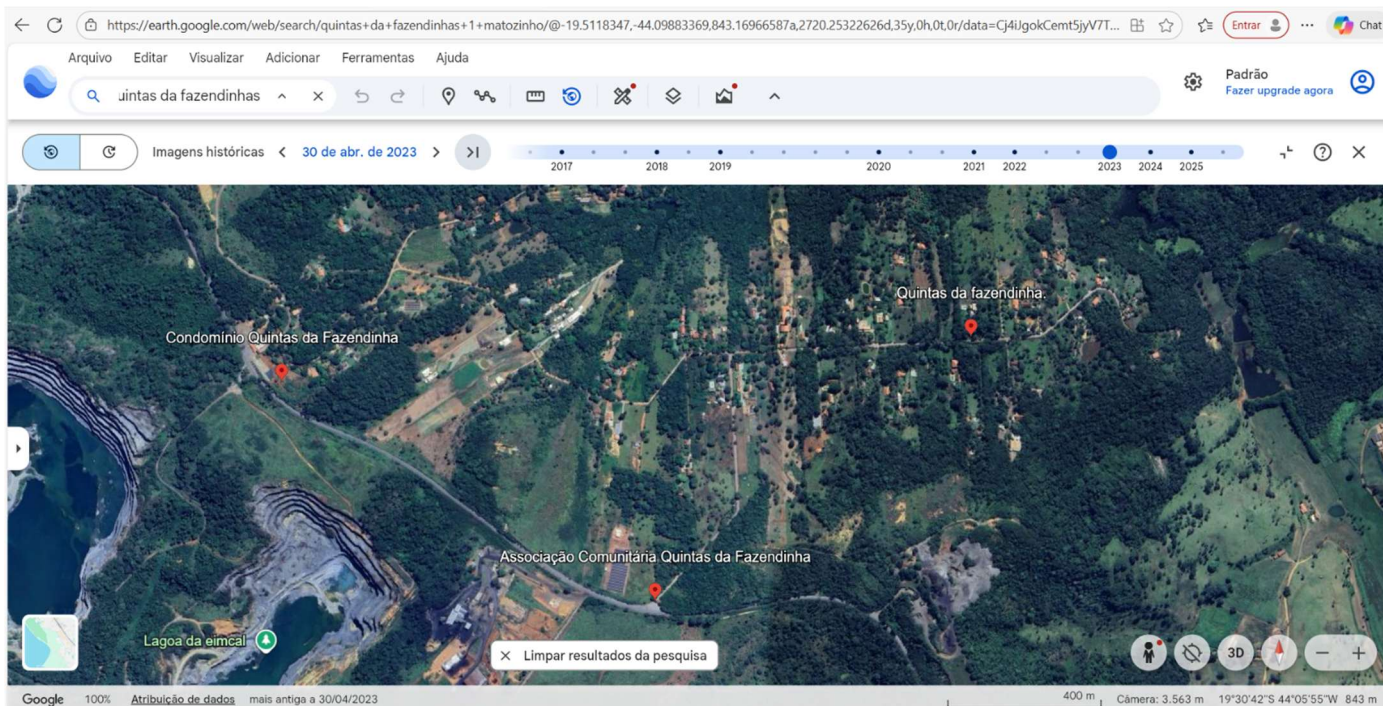 https://earth.google.com/web/search/quintas+da+fazendinhas+1+matozinho/@-19.5118347,-44.09883369,843.16966587a,2720.25322626d,35y,0h,0t,0r/data=Cj4iJgokCemt5jyV7T...
Entrar
Chat
Arquivo Editar Visualizar Adicionar Ferramentas Ajuda
uintas da fazendinhas
Padrão
Fazer upgrade agora
Imagens históricas 30 de abr. de 2023
2017 2018 2019 2020 2021 2022 2023 2024 2025
Quintas da fazendinha.
Condomínio Quintas da Fazendinha
Associação Comunitária Quintas da Fazendinha
Lagoa da eimcal
Limpar resultados da pesquisa
3D
Google 100% Atribuição de dados mais antiga a 30/04/2023 400 m Câmera: 3.563 m 19°30'42"S 44°05'55"W 843 m